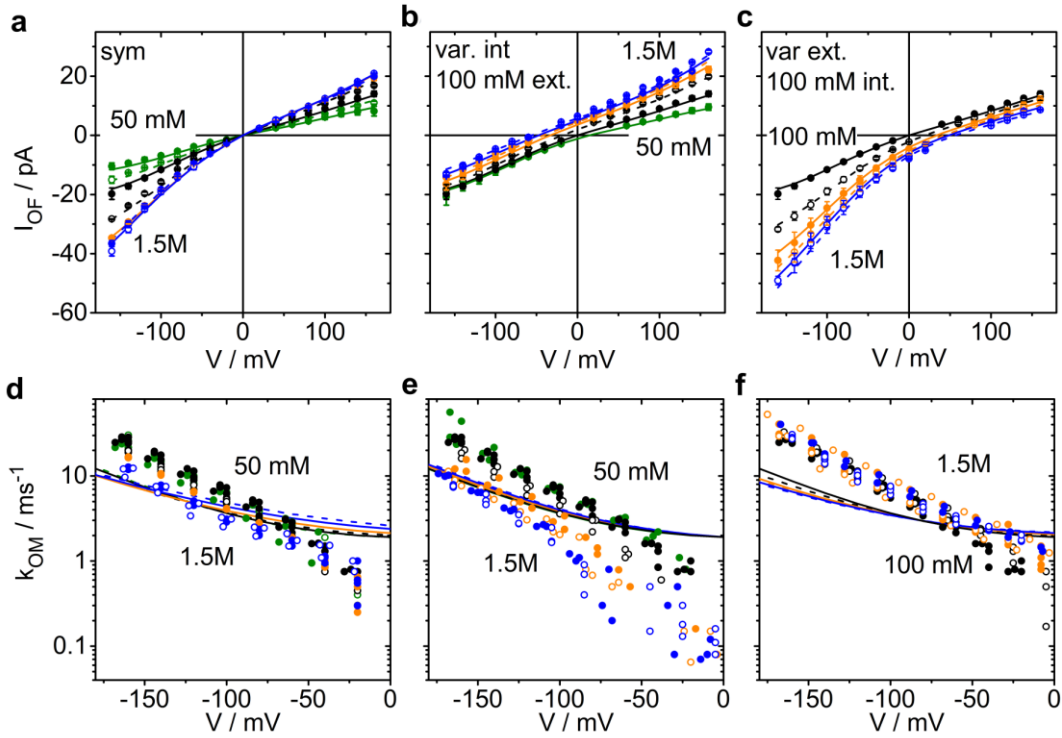 a
sym
50 mM
1.5M
20
0
-20
-40
-60
I_OF / pA
-100
0
100
V / mV
b
var. int
100 mM ext.
1.5M
50 mM
-100
0
100
V / mV
c
var ext.
100 mM int.
100 mM
1.5M
-100
0
100
V / mV
d
50 mM
1.5M
10
1
0.1
k_OM / ms⁻¹
-150
-100
-50
0
V / mV
e
50 mM
1.5M
-150
-100
-50
0
V / mV
f
1.5M
100 mM
-150
-100
-50
0
V / mV